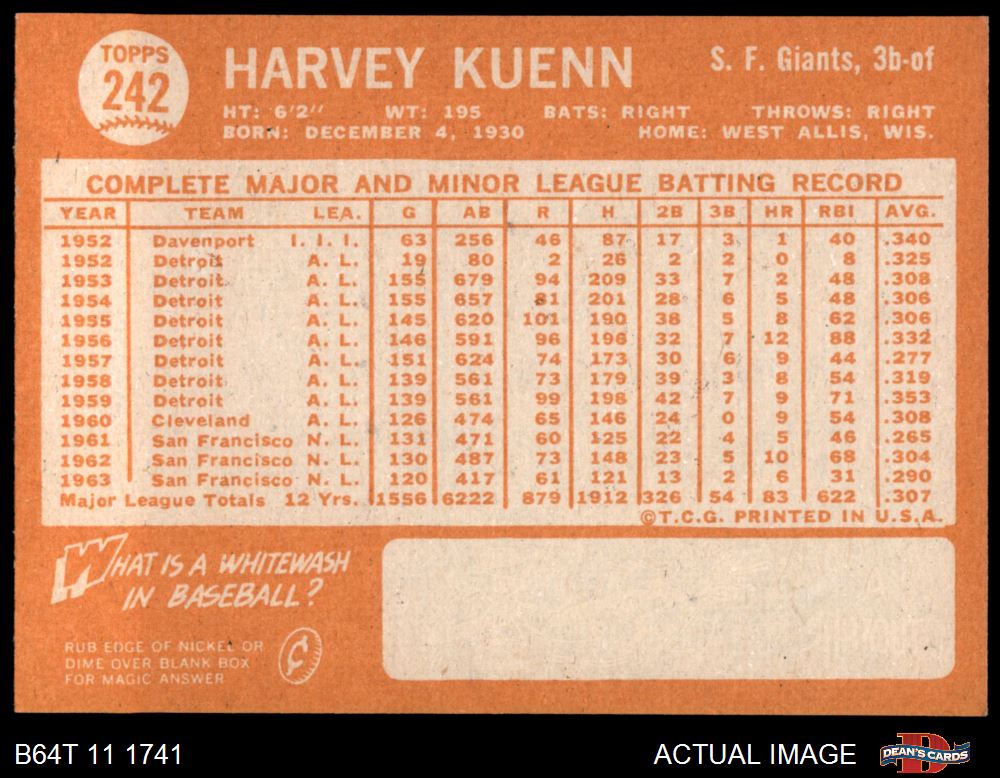 TOPPS
242
HARVEY KUENN
S. F. Giants, 3b-of
HT: 6'2" WT: 195 BATS: RIGHT THROWS: RIGHT
BORN: DECEMBER 4, 1930 HOME: WEST ALLIS, WIS.
COMPLETE MAJOR AND MINOR LEAGUE BATTING RECORD
YEAR TEAM LEA. G AB R H 2B 3B HR RBI AVG.
1952 Davenport I. I. I. 63 256 46 87 17 3 1 40 .340
1952 Detroit A. L. 19 80 2 26 2 2 0 8 .325
1953 Detroit A. L. 155 679 94 209 33 7 2 48 .308
1954 Detroit A. L. 155 657 81 201 28 6 5 48 .306
1955 Detroit A. L. 145 620 101 190 38 5 8 62 .306
1956 Detroit A. L. 146 591 96 196 32 7 12 88 .332
1957 Detroit A. L. 151 624 74 173 30 6 9 44 .277
1958 Detroit A. L. 139 561 73 179 39 3 8 54 .319
1959 Detroit A. L. 139 561 99 198 42 7 9 71 .353
1960 Cleveland A. L. 126 474 65 146 24 0 9 54 .308
1961 San Francisco N. L. 131 471 60 125 22 4 5 46 .265
1962 San Francisco N. L. 130 487 73 148 23 5 10 68 .304
1963 San Francisco N. L. 120 417 61 121 13 2 6 31 .290
Major League Totals 12 Yrs. 1556 6222 879 1912 326 54 83 622 .307
©T.C.G. PRINTED IN U.S.A.
WHAT IS A WHITEWASH
IN BASEBALL?
RUB EDGE OF NICKEL OR
DIME OVER BLANK BOX
FOR MAGIC ANSWER
B64T 11 1741
ACTUAL IMAGE
DEAN'S CARDS